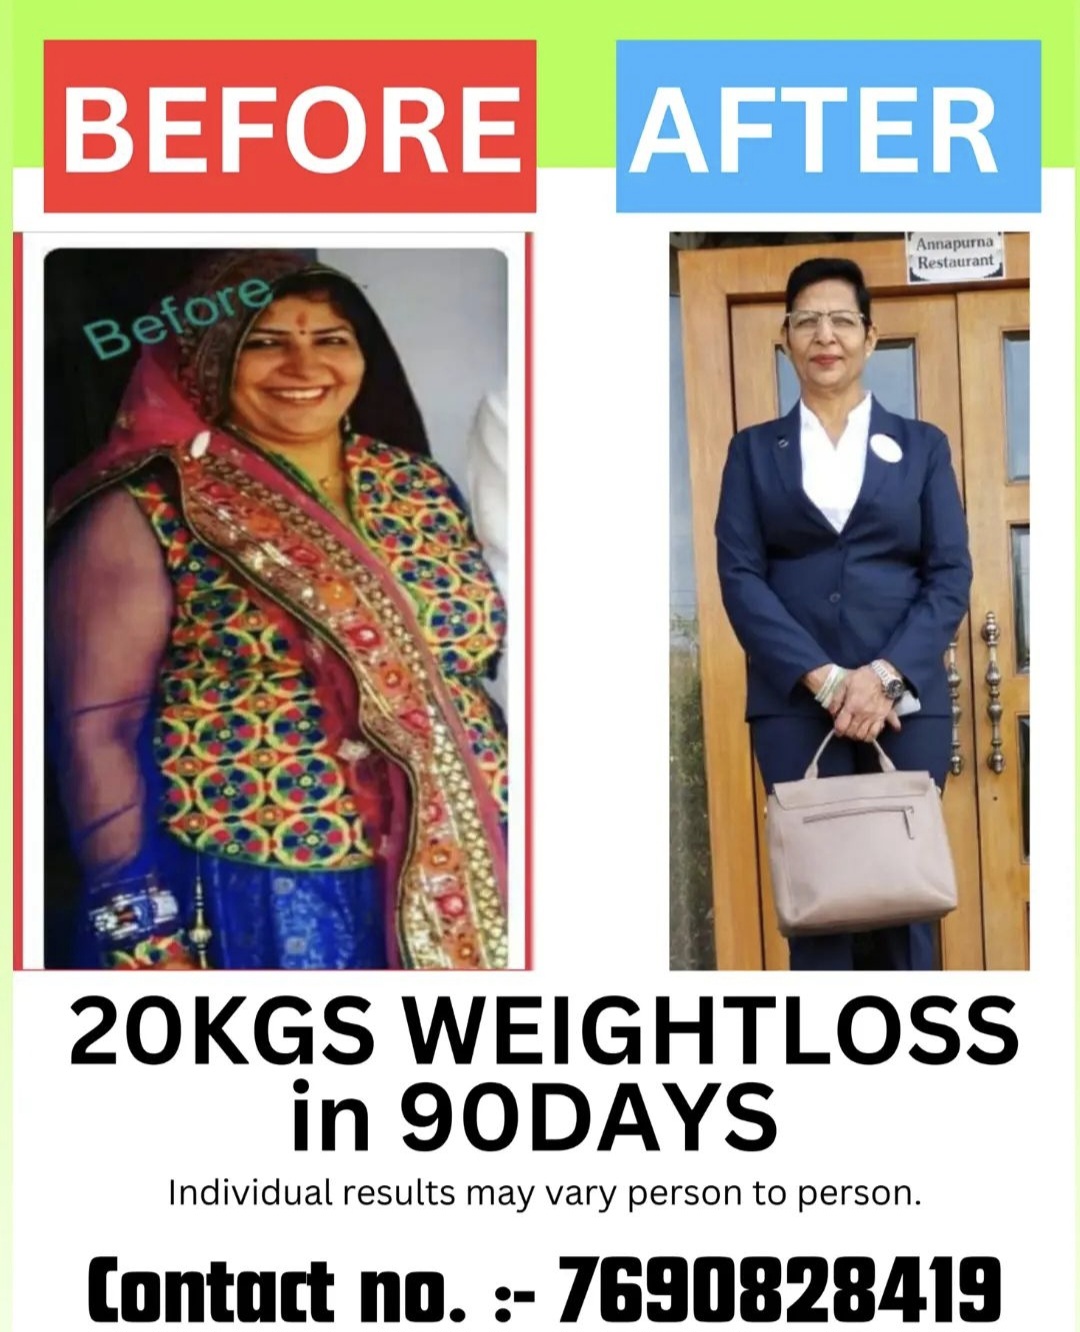 BEFORE
AFTER
Before
Annapurna
Restaurant
20KGS WEIGHTLOSS
in 90DAYS
Individual results may vary person to person.
Contact no. :- 7690828419